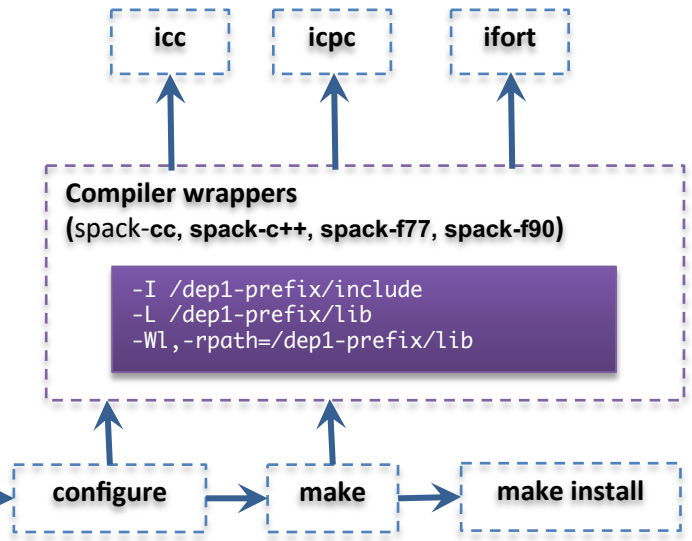 icc icpc ifort
Compiler wrappers
(spack-cc, spack-c++, spack-f77, spack-f90)
-I /dep1-prefix/include
-L /dep1-prefix/lib
-Wl,-rpath=/dep1-prefix/lib
configure make make install